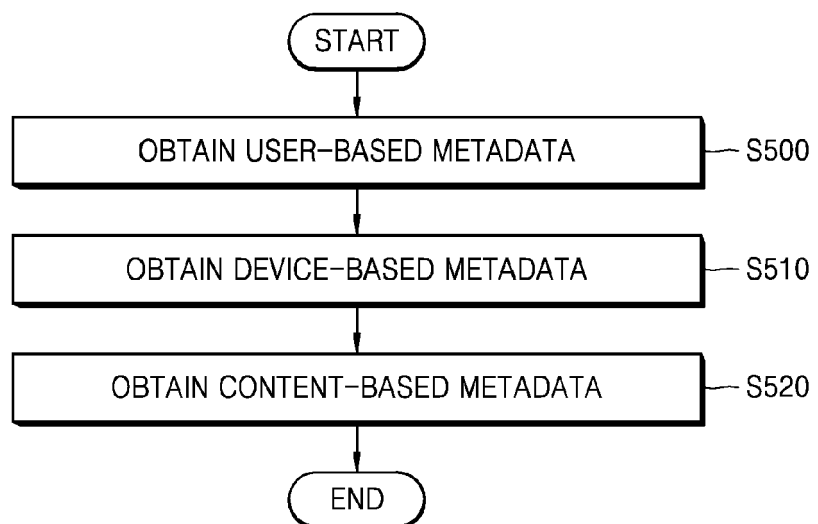 START
OBTAIN USER-BASED METADATA
S500
OBTAIN DEVICE-BASED METADATA
S510
OBTAIN CONTENT-BASED METADATA
S520
END